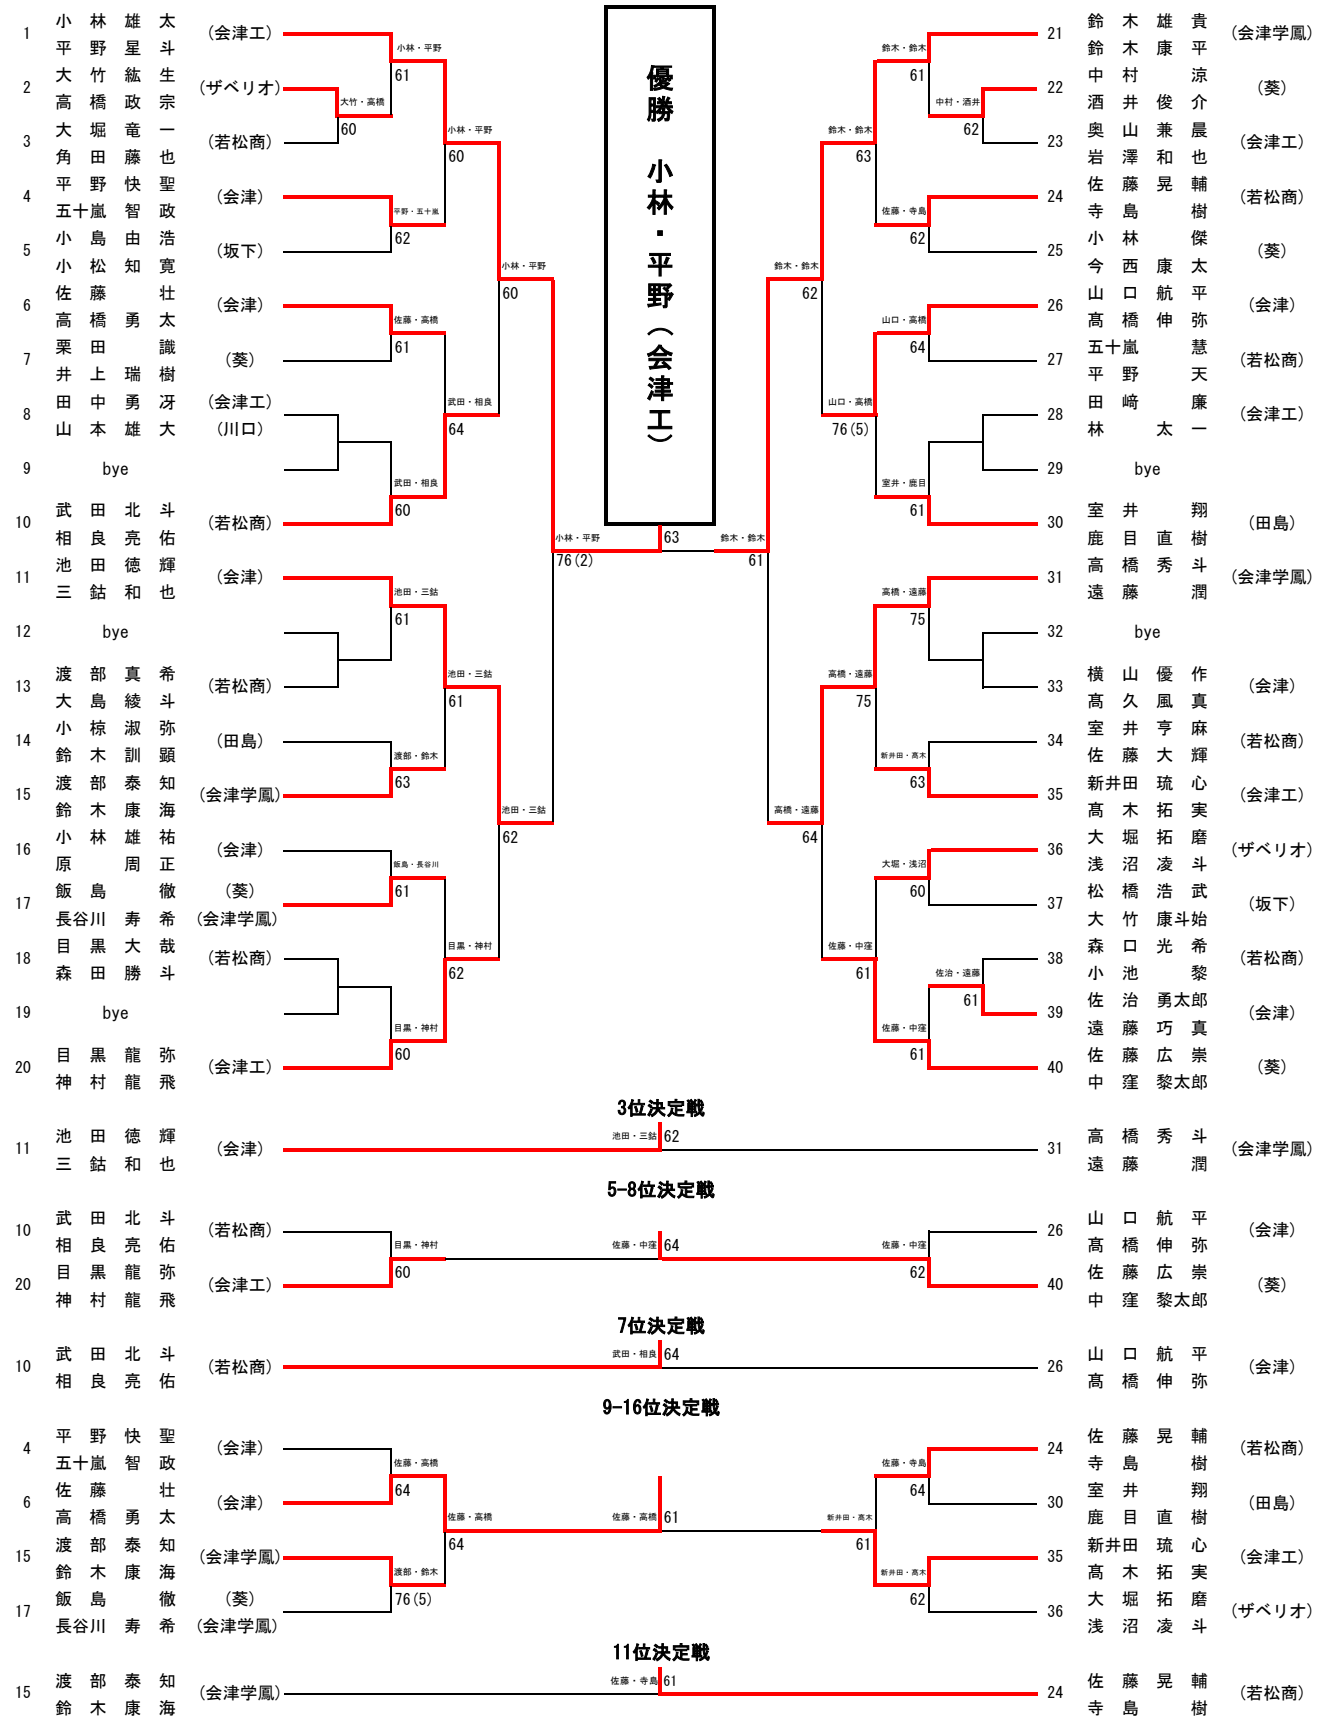 優勝 小林・平野(会津工)
1 小林雄太 平野星斗 (会津工)
2 大竹紘生 高橋政宗 (ザベリオ)
3 大堀竜一 角田藤也 (若松商)
4 平野快聖 五十嵐智政 (会津)
5 小島由浩 小松知寛 (坂下)
6 佐藤壮 高橋勇太 (会津)
7 栗田識 井上瑞樹 (葵)
8 田中勇冴 (会津工) 山本雄大 (川口)
9 bye
10 武田北斗 相良亮佑 (若松商)
11 池田徳輝 三鈷和也 (会津)
12 bye
13 渡部真希 大島綾斗 (若松商)
14 小椋淑弥 鈴木訓顕 (田島)
15 渡部泰知 鈴木康海 (会津学鳳)
16 小林雄祐 原周正 (会津)
17 飯島徹 (葵) 長谷川寿希 (会津学鳳)
18 目黒大哉 森田勝斗 (若松商)
19 bye
20 目黒龍弥 神村龍飛 (会津工)
小林・平野 61
大竹・高橋 60
小林・平野 60
平野・五十嵐 62
小林・平野 60
佐藤・高橋 61
武田・相良 64
武田・相良 60
小林・平野 76(2)
63
池田・三鈷 61
池田・三鈷 61
渡部・鈴木 63
池田・三鈷 62
飯島・長谷川 61
目黒・神村 62
目黒・神村 60
21 鈴木雄貴 鈴木康平 (会津学鳳)
22 中村涼 酒井俊介 (葵)
23 奥山兼晨 岩澤和也 (会津工)
24 佐藤晃輔 寺島樹 (若松商)
25 小林傑 今西康太 (葵)
26 山口航平 髙橋伸弥 (会津)
27 五十嵐慧 平野天 (若松商)
28 田﨑廉 林太一 (会津工)
29 bye
30 室井翔 鹿目直樹 (田島)
31 高橋秀斗 遠藤潤 (会津学鳳)
32 bye
33 横山優作 髙久風真 (会津)
34 室井亨麻 佐藤大輝 (若松商)
35 新井田琉心 髙木拓実 (会津工)
36 大堀拓磨 浅沼凌斗 (ザベリオ)
37 松橋浩武 大竹康斗始 (坂下)
38 森口光希 小池黎 (若松商)
39 佐治勇太郎 遠藤巧真 (会津)
40 佐藤広崇 中窪黎太郎 (葵)
鈴木・鈴木 61
中村・酒井 62
鈴木・鈴木 63
佐藤・寺島 62
鈴木・鈴木 62
山口・高橋 64
山口・高橋 76(5)
室井・鹿目 61
鈴木・鈴木 61
高橋・遠藤 75
高橋・遠藤 75
新井田・高木 63
高橋・遠藤 64
大堀・浅沼 60
佐藤・中窪 61
佐治・遠藤 61
佐藤・中窪 61
3位決定戦
11 池田徳輝 三鈷和也 (会津)
池田・三鈷 62
31 高橋秀斗 遠藤潤 (会津学鳳)
5-8位決定戦
10 武田北斗 相良亮佑 (若松商)
20 目黒龍弥 神村龍飛 (会津工)
目黒・神村 60
佐藤・中窪 64
佐藤・中窪 62
26 山口航平 髙橋伸弥 (会津)
40 佐藤広崇 中窪黎太郎 (葵)
7位決定戦
10 武田北斗 相良亮佑 (若松商)
武田・相良 64
26 山口航平 髙橋伸弥 (会津)
9-16位決定戦
4 平野快聖 五十嵐智政 (会津)
6 佐藤壮 高橋勇太 (会津)
15 渡部泰知 鈴木康海 (会津学鳳)
17 飯島徹 (葵) 長谷川寿希 (会津学鳳)
佐藤・高橋 64
佐藤・高橋 64
渡部・鈴木 76(5)
佐藤・高橋 61
佐藤・寺島 64
新井田・高木 61
新井田・高木 62
24 佐藤晃輔 寺島樹 (若松商)
30 室井翔 鹿目直樹 (田島)
35 新井田琉心 髙木拓実 (会津工)
36 大堀拓磨 浅沼凌斗 (ザベリオ)
11位決定戦
15 渡部泰知 鈴木康海 (会津学鳳)
佐藤・寺島 61
24 佐藤晃輔 寺島樹 (若松商)